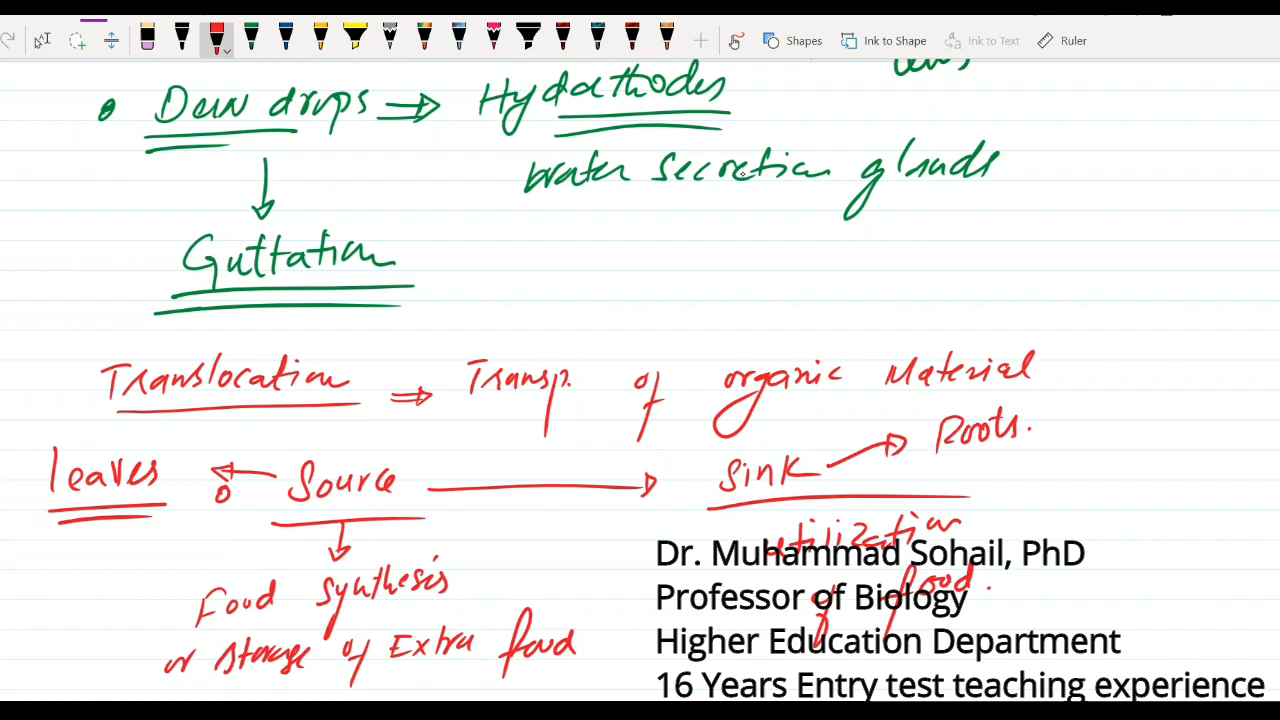 Shapes Ink to Shape Ink to Text Ruler
• Dew drops ⇒ Hydathodes
water secretion glands
Guttation
Translocation ⇒ Transp. of organic Material
leaves Source Sink Roots.
utilization
of food.
Food synthesis
or storage of Extra food
Dr. Muhammad Sohail, PhD
Professor of Biology
Higher Education Department
16 Years Entry test teaching experience